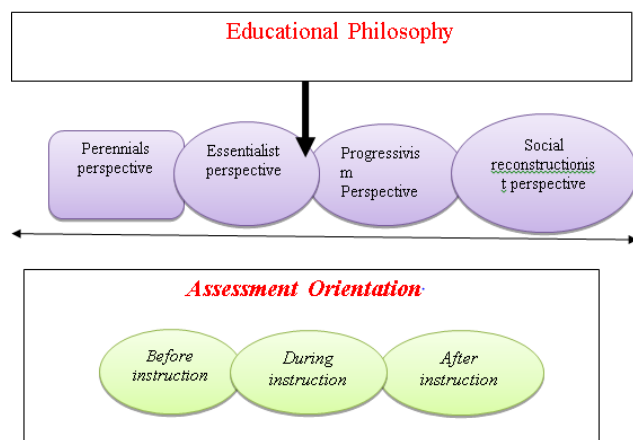 Educational Philosophy
Perennials
perspective
Essentialist
perspective
Progressivis
m
Perspective
Social
reconstructionis
t perspective
Assessment Orientation
Before
instruction
During
instruction
After
instruction